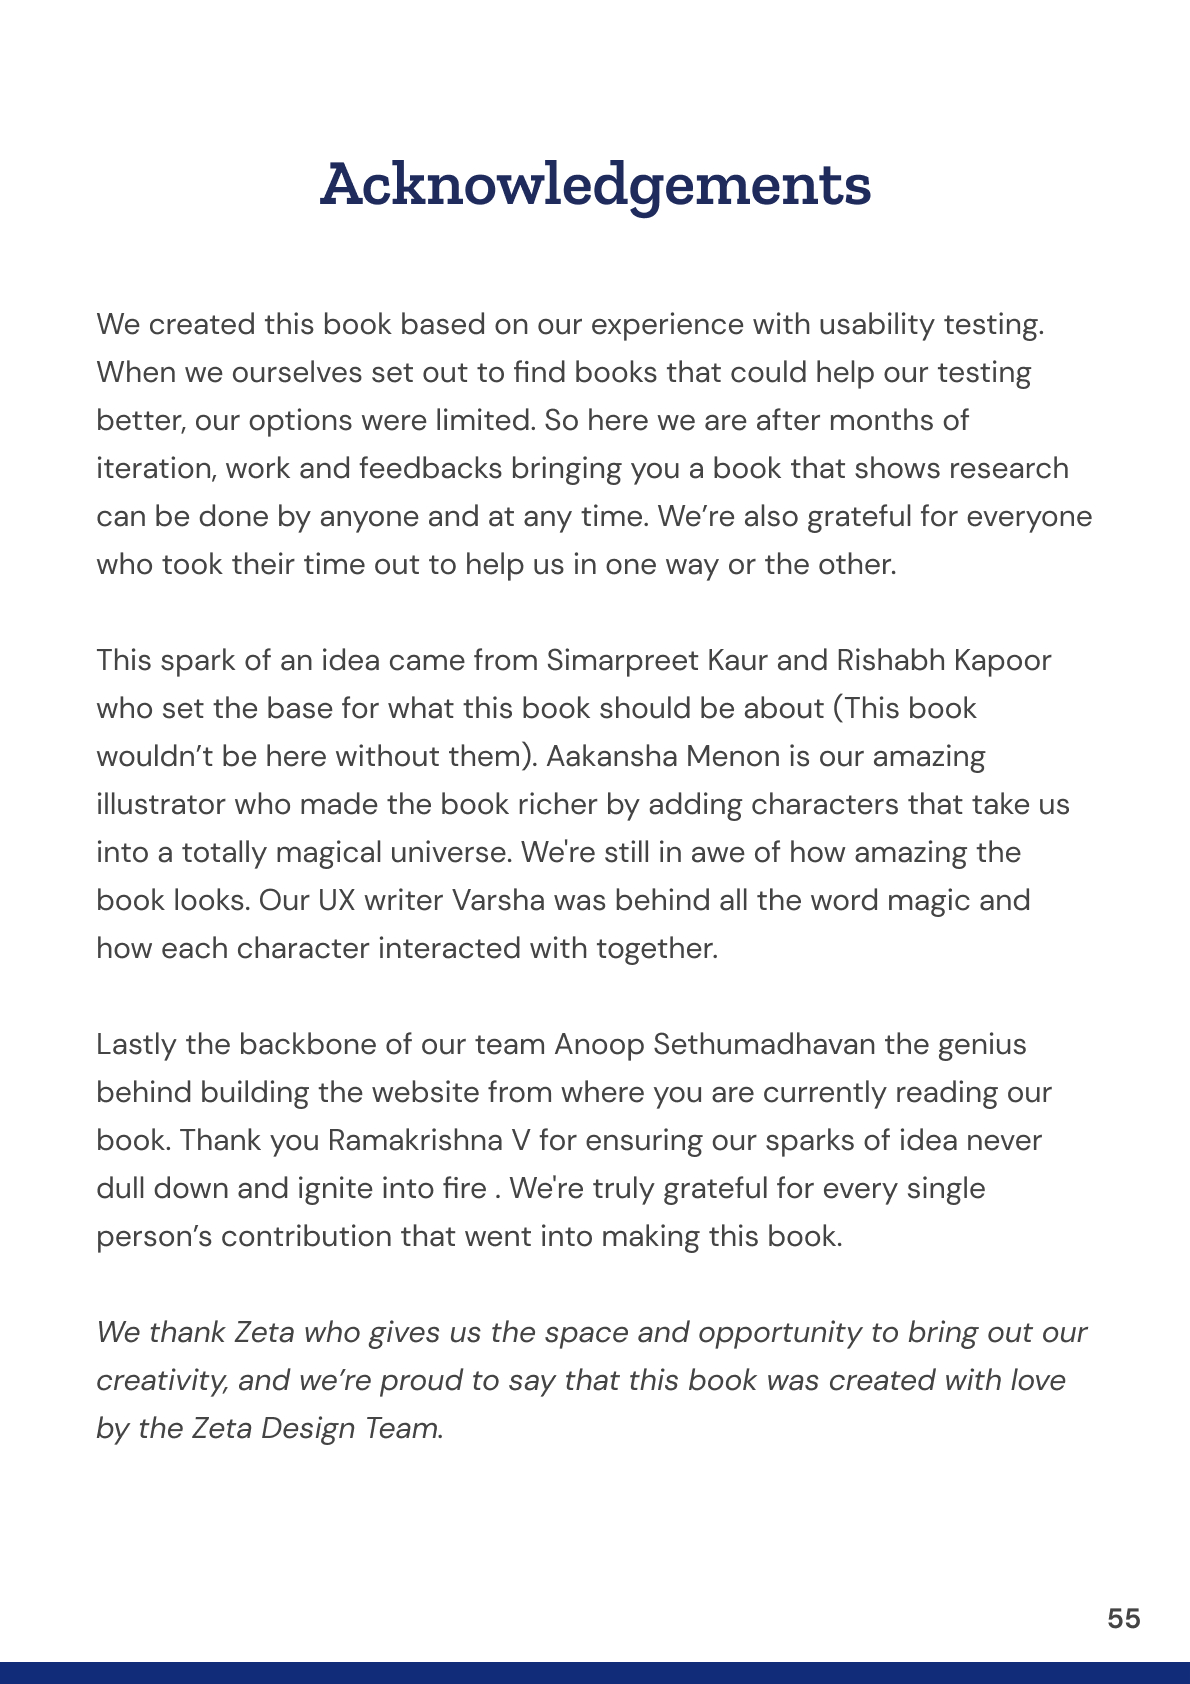 Acknowledgements
We created this book based on our experience with usability testing.
When we ourselves set out to find books that could help our testing
better, our options were limited. So here we are after months of
iteration, work and feedbacks bringing you a book that shows research
can be done by anyone and at any time. We’re also grateful for everyone
who took their time out to help us in one way or the other.
This spark of an idea came from Simarpreet Kaur and Rishabh Kapoor
who set the base for what this book should be about (This book
wouldn’t be here without them). Aakansha Menon is our amazing
illustrator who made the book richer by adding characters that take us
into a totally magical universe. We're still in awe of how amazing the
book looks. Our UX writer Varsha was behind all the word magic and
how each character interacted with together.
Lastly the backbone of our team Anoop Sethumadhavan the genius
behind building the website from where you are currently reading our
book. Thank you Ramakrishna V for ensuring our sparks of idea never
dull down and ignite into fire . We're truly grateful for every single
person’s contribution that went into making this book.
We thank Zeta who gives us the space and opportunity to bring out our
creativity, and we’re proud to say that this book was created with love
by the Zeta Design Team.
55